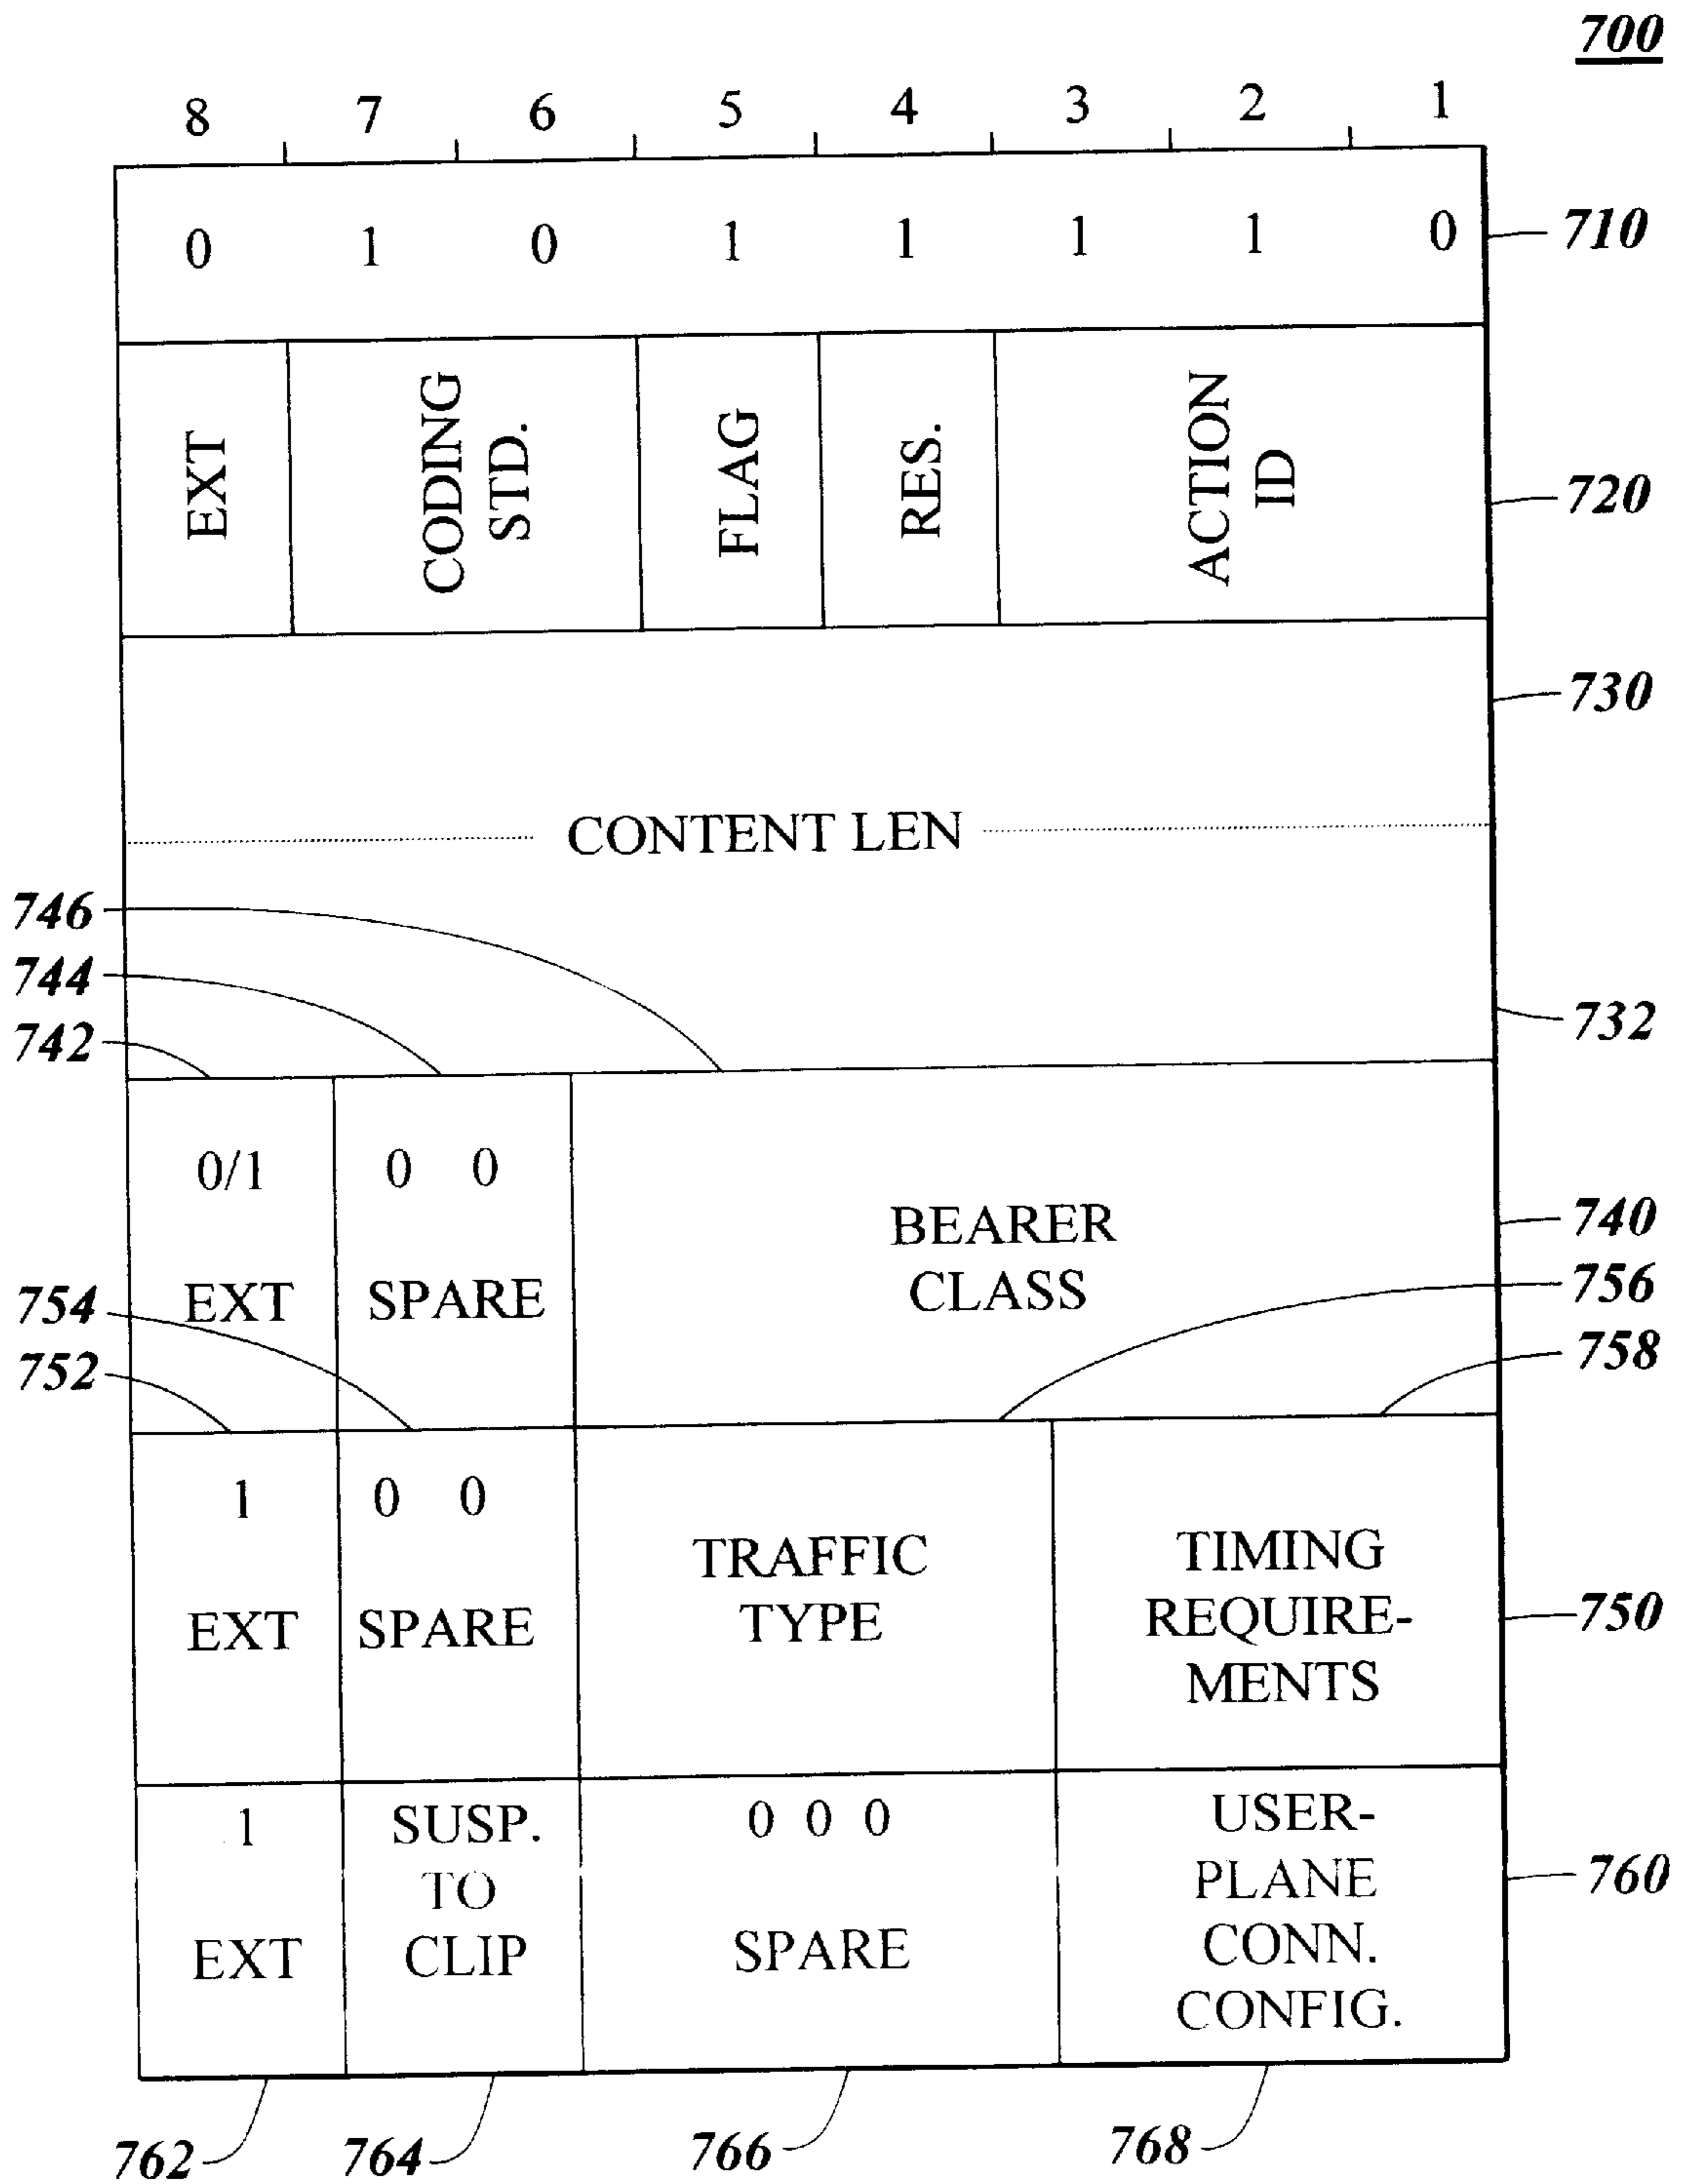 700
8 7 6 5 4 3 2 1
0 1 0 1 1 1 1 0 710
EXT
CODING
STD.
FLAG
RES.
ACTION
ID
720
730
CONTENT LEN
746
744
742
732
0/1 0 0
EXT SPARE
BEARER
CLASS
740
754
752
756
758
1 0 0
EXT SPARE
TRAFFIC
TYPE
TIMING
REQUIRE-
MENTS
750
1
EXT
SUSP.
TO
CLIP
0 0 0
SPARE
USER-
PLANE
CONN.
CONFIG.
760
762 764 766 768